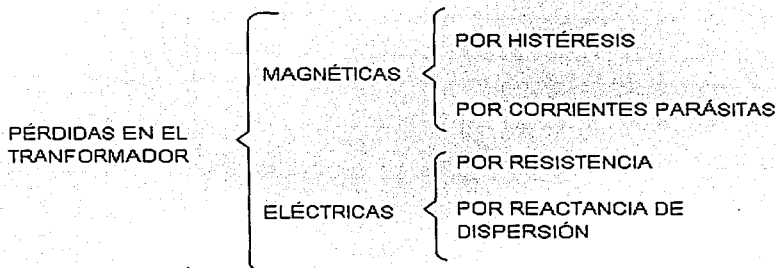 PÉRDIDAS EN EL
TRANFORMADOR
MAGNÉTICAS
POR HISTÉRESIS
POR CORRIENTES PARÁSITAS
ELÉCTRICAS
POR RESISTENCIA
POR REACTANCIA DE
DISPERSIÓN